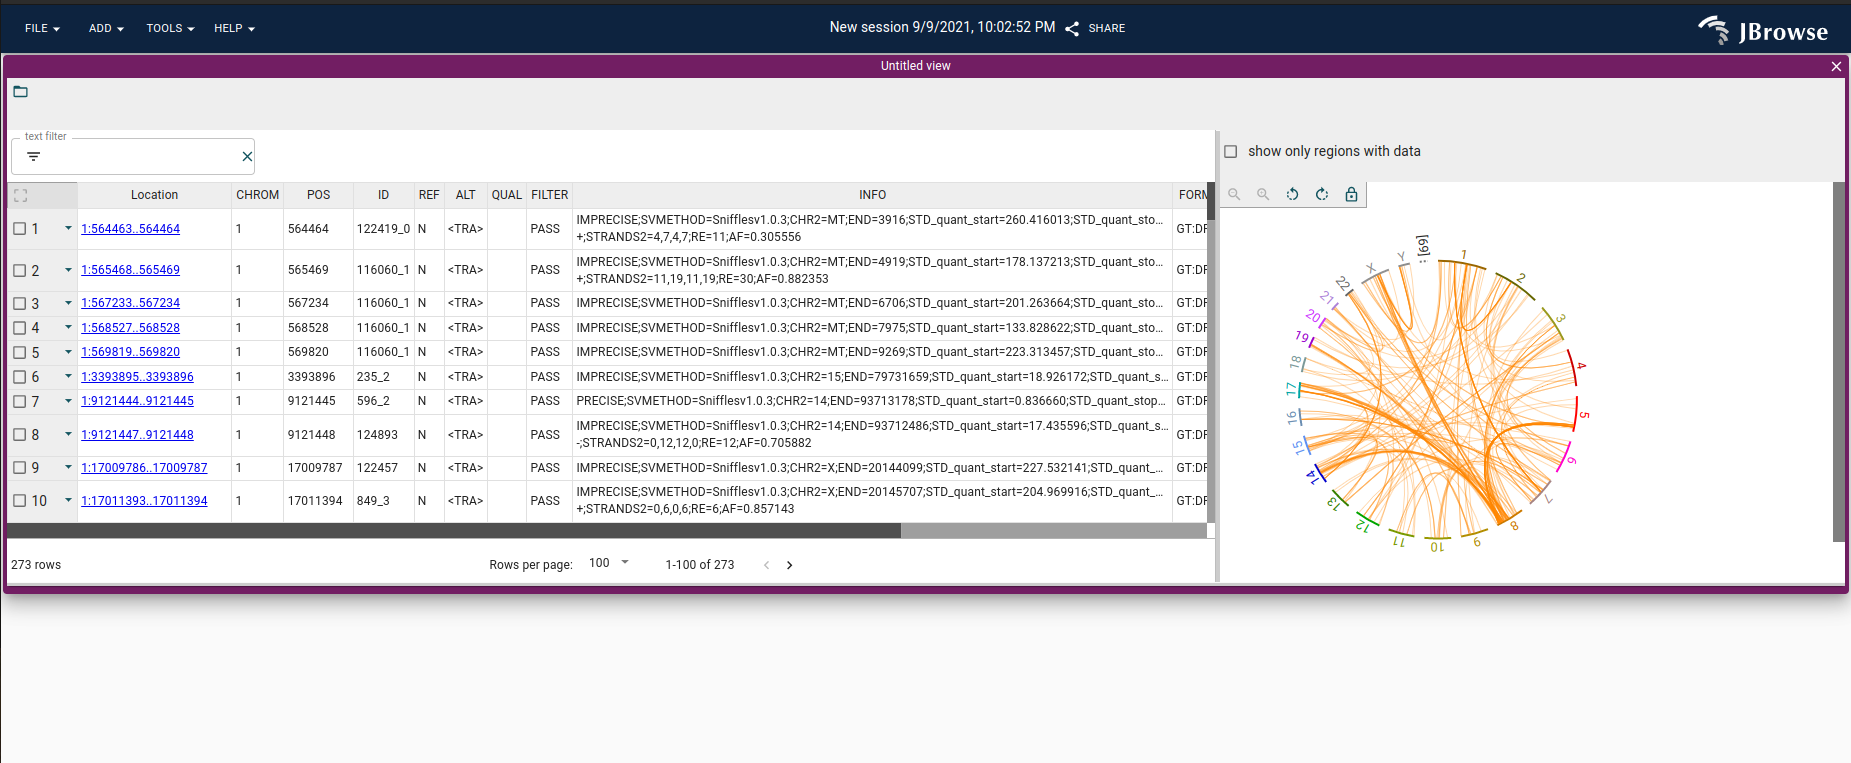 FILE ADD TOOLS HELP New session 9/9/2021, 10:02:52 PM SHARE JBrowse
Untitled view
text filter
show only regions with data
Location CHROM POS ID REF ALT QUAL FILTER INFO FORM
1 1:564463..564464 1 564464 122419_0 N <TRA> PASS IMPRECISE;SVMETHOD=Snifflesv1.0.3;CHR2=MT;END=3916;STD_quant_start=260.416013;STD_quant_sto... GT:DR
+;STRANDS2=4,7,4,7;RE=11;AF=0.305556
2 1:565468..565469 1 565469 116060_1 N <TRA> PASS IMPRECISE;SVMETHOD=Snifflesv1.0.3;CHR2=MT;END=4919;STD_quant_start=178.137213;STD_quant_sto... GT:DR
+;STRANDS2=11,19,11,19;RE=30;AF=0.882353
3 1:567233..567234 1 567234 116060_1 N <TRA> PASS IMPRECISE;SVMETHOD=Snifflesv1.0.3;CHR2=MT;END=6706;STD_quant_start=201.263664;STD_quant_sto... GT:DR
4 1:568527..568528 1 568528 116060_1 N <TRA> PASS IMPRECISE;SVMETHOD=Snifflesv1.0.3;CHR2=MT;END=7975;STD_quant_start=133.828622;STD_quant_sto... GT:DR
5 1:569819..569820 1 569820 116060_1 N <TRA> PASS IMPRECISE;SVMETHOD=Snifflesv1.0.3;CHR2=MT;END=9269;STD_quant_start=223.313457;STD_quant_sto... GT:DR
6 1:3393895..3393896 1 3393896 235_2 N <TRA> PASS IMPRECISE;SVMETHOD=Snifflesv1.0.3;CHR2=15;END=79731659;STD_quant_start=18.926172;STD_quant_s... GT:DR
7 1:9121444..9121445 1 9121445 596_2 N <TRA> PASS PRECISE;SVMETHOD=Snifflesv1.0.3;CHR2=14;END=93713178;STD_quant_start=0.836660;STD_quant_stop... GT:DR
8 1:9121447..9121448 1 9121448 124893 N <TRA> PASS IMPRECISE;SVMETHOD=Snifflesv1.0.3;CHR2=14;END=93712486;STD_quant_start=17.435596;STD_quant_s... GT:DR
-;STRANDS2=0,12,12,0;RE=12;AF=0.705882
9 1:17009786..17009787 1 17009787 122457 N <TRA> PASS IMPRECISE;SVMETHOD=Snifflesv1.0.3;CHR2=X;END=20144099;STD_quant_start=227.532141;STD_quant_... GT:DR
10 1:17011393..17011394 1 17011394 849_3 N <TRA> PASS IMPRECISE;SVMETHOD=Snifflesv1.0.3;CHR2=X;END=20145707;STD_quant_start=204.969916;STD_quant_... GT:DR
+;STRANDS2=0,6,0,6;RE=6;AF=0.857143
273 rows Rows per page: 100 1-100 of 273
1
2
3
4
5
6
7
8
9
10
11
12
13
14
15
16
17
18
19
20
21
22
X
Y
[69]